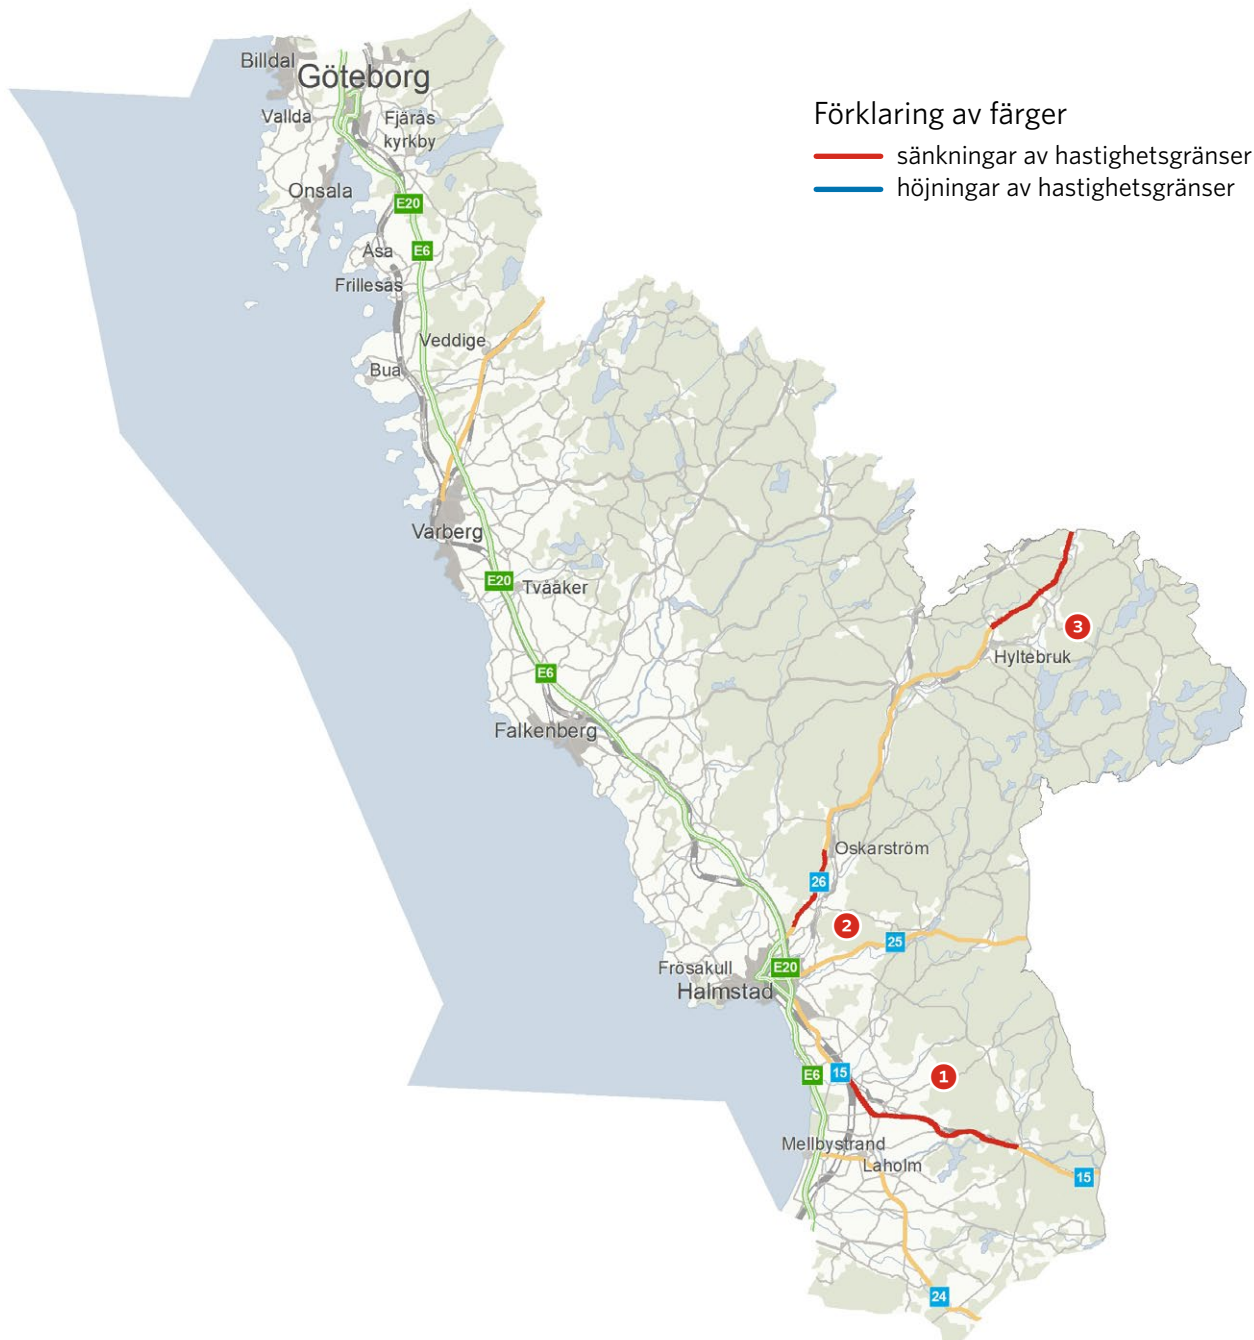 Billdal
Göteborg
Vallda
Fjärås
kyrkby
Onsala
E20
Åsa
E6
Frillesås
Veddige
Bua
Varberg
E20
Tvååker
E6
Falkenberg
Förklaring av färger
sänkningar av hastighetsgränser
höjningar av hastighetsgränser
3
Hyltebruk
Oskarström
26
2
25
Frösakull
E20
Halmstad
15
E6
1
Mellbystrand
Laholm
15
24